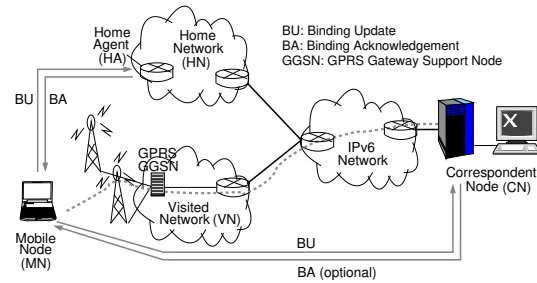 Home
Agent
(HA)
Home
Network
(HN)
BU: Binding Update
BA: Binding Acknowledgement
GGSN: GPRS Gateway Support Node
BU
BA
GPRS
GGSN
IPv6
Network
X
Correspondent
Node (CN)
Visited
Network (VN)
Mobile
Node
(MN)
BU
BA (optional)